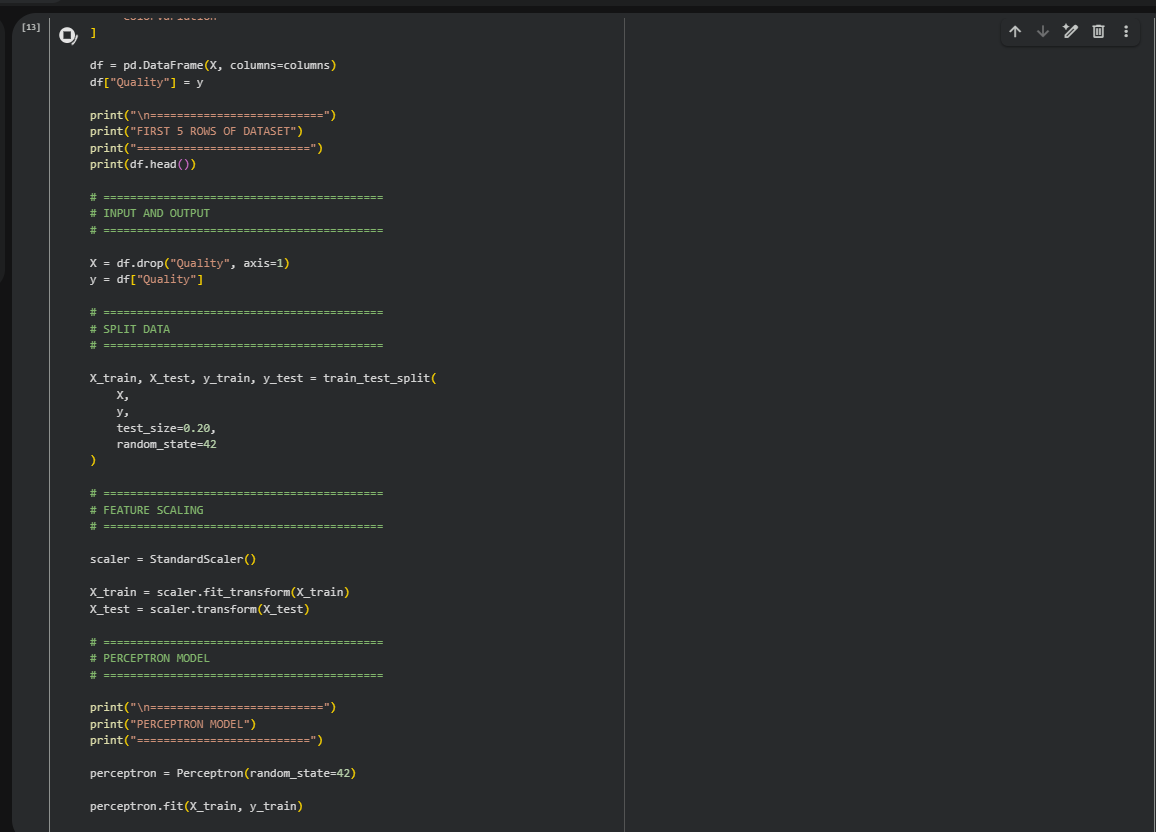 [13]
]
df = pd.DataFrame(X, columns=columns)
df["Quality"] = y
print("\n==========================")
print("FIRST 5 ROWS OF DATASET")
print("==========================")
print(df.head())
# ==========================================
# INPUT AND OUTPUT
# ==========================================
X = df.drop("Quality", axis=1)
y = df["Quality"]
# ==========================================
# SPLIT DATA
# ==========================================
X_train, X_test, y_train, y_test = train_test_split(
    X,
    y,
    test_size=0.20,
    random_state=42
)
# ==========================================
# FEATURE SCALING
# ==========================================
scaler = StandardScaler()
X_train = scaler.fit_transform(X_train)
X_test = scaler.transform(X_test)
# ==========================================
# PERCEPTRON MODEL
# ==========================================
print("\n==========================")
print("PERCEPTRON MODEL")
print("==========================")
perceptron = Perceptron(random_state=42)
perceptron.fit(X_train, y_train)